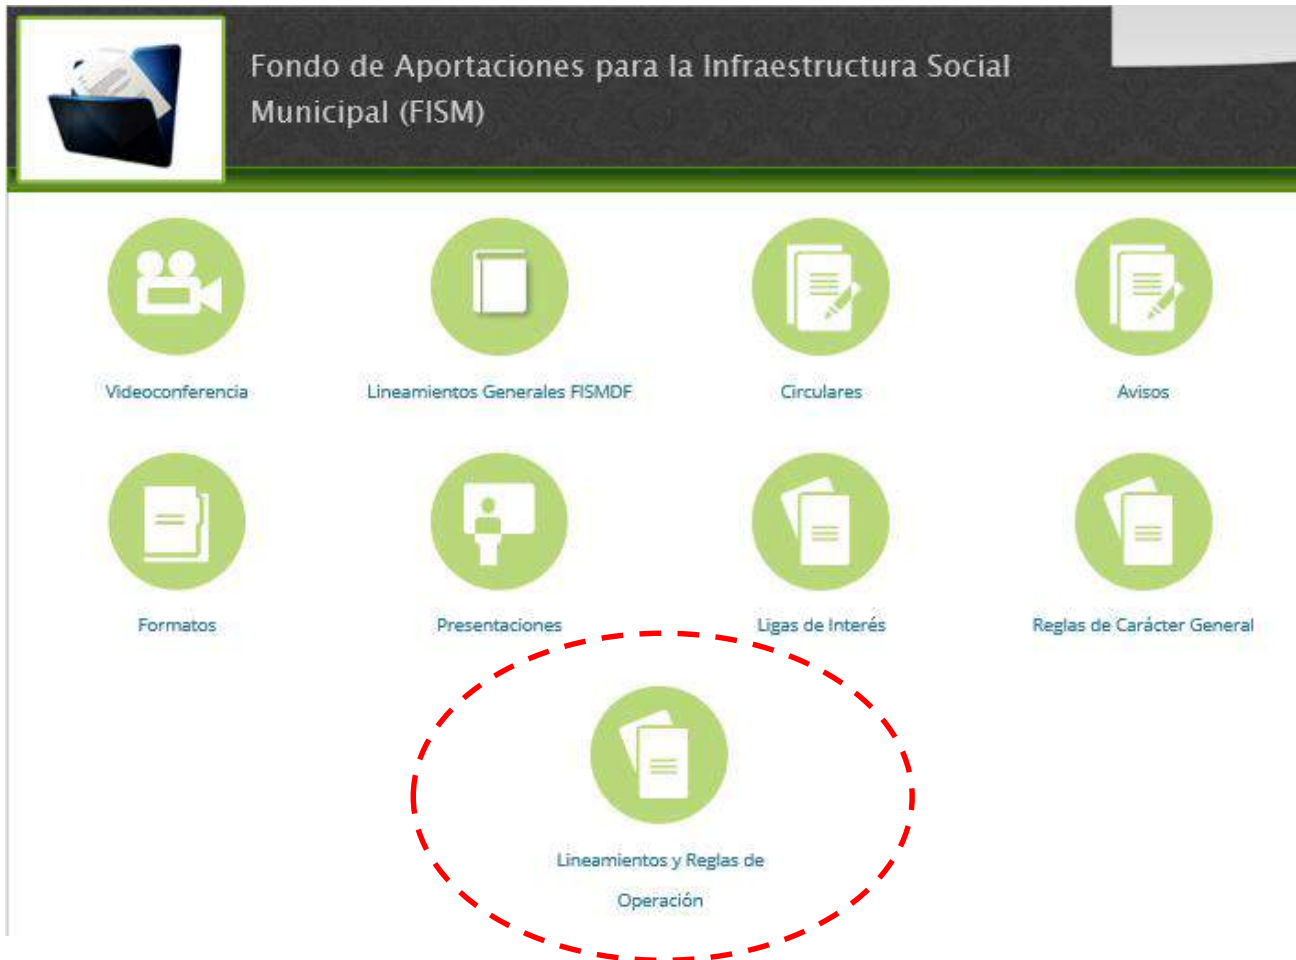 Fondo de Aportaciones para la Infraestructura Social
Municipal (FISM)
Videoconferencia
Lineamientos Generales FISMDF
Circulares
Avisos
Formatos
Presentaciones
Ligas de Interés
Reglas de Carácter General
Lineamientos y Reglas de
Operación